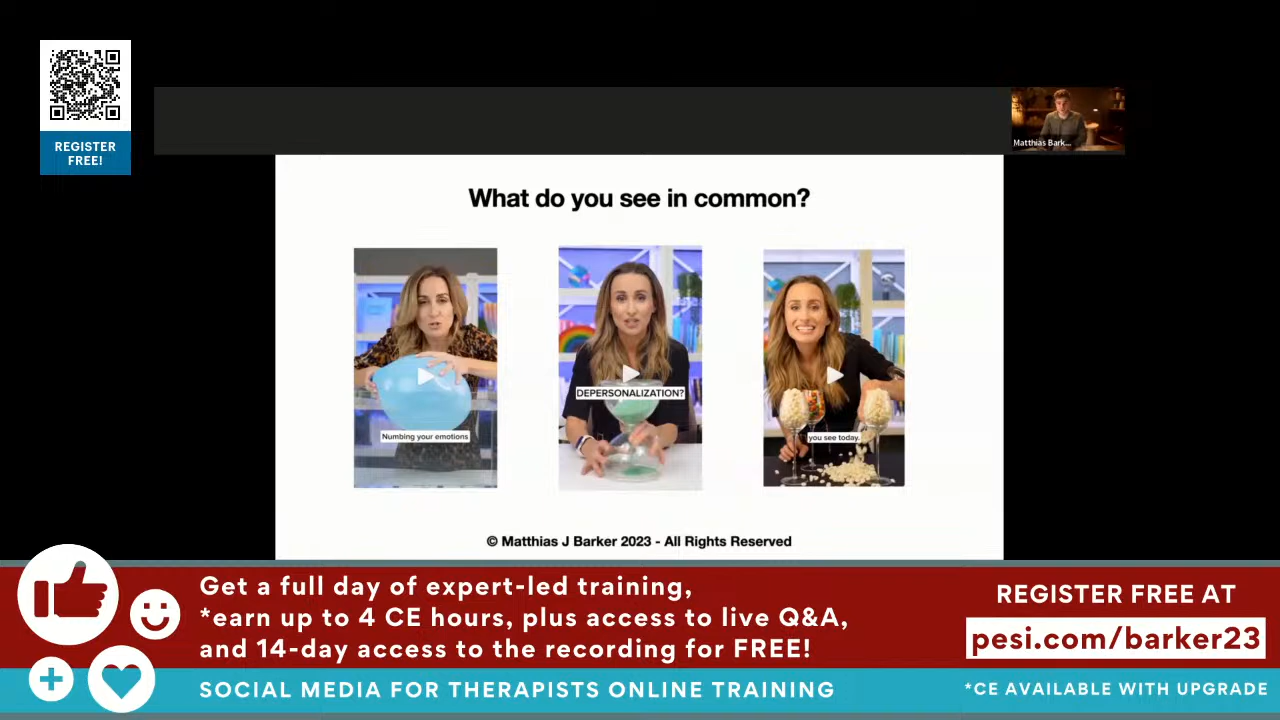 REGISTER
FREE!
Matthias Bark...
What do you see in common?
Numbing your emotions
DEPERSONALIZATION?
you see today.
© Matthias J Barker 2023 - All Rights Reserved
Get a full day of expert-led training,
*earn up to 4 CE hours, plus access to live Q&A,
and 14-day access to the recording for FREE!
REGISTER FREE AT
pesi.com/barker23
SOCIAL MEDIA FOR THERAPISTS ONLINE TRAINING
*CE AVAILABLE WITH UPGRADE